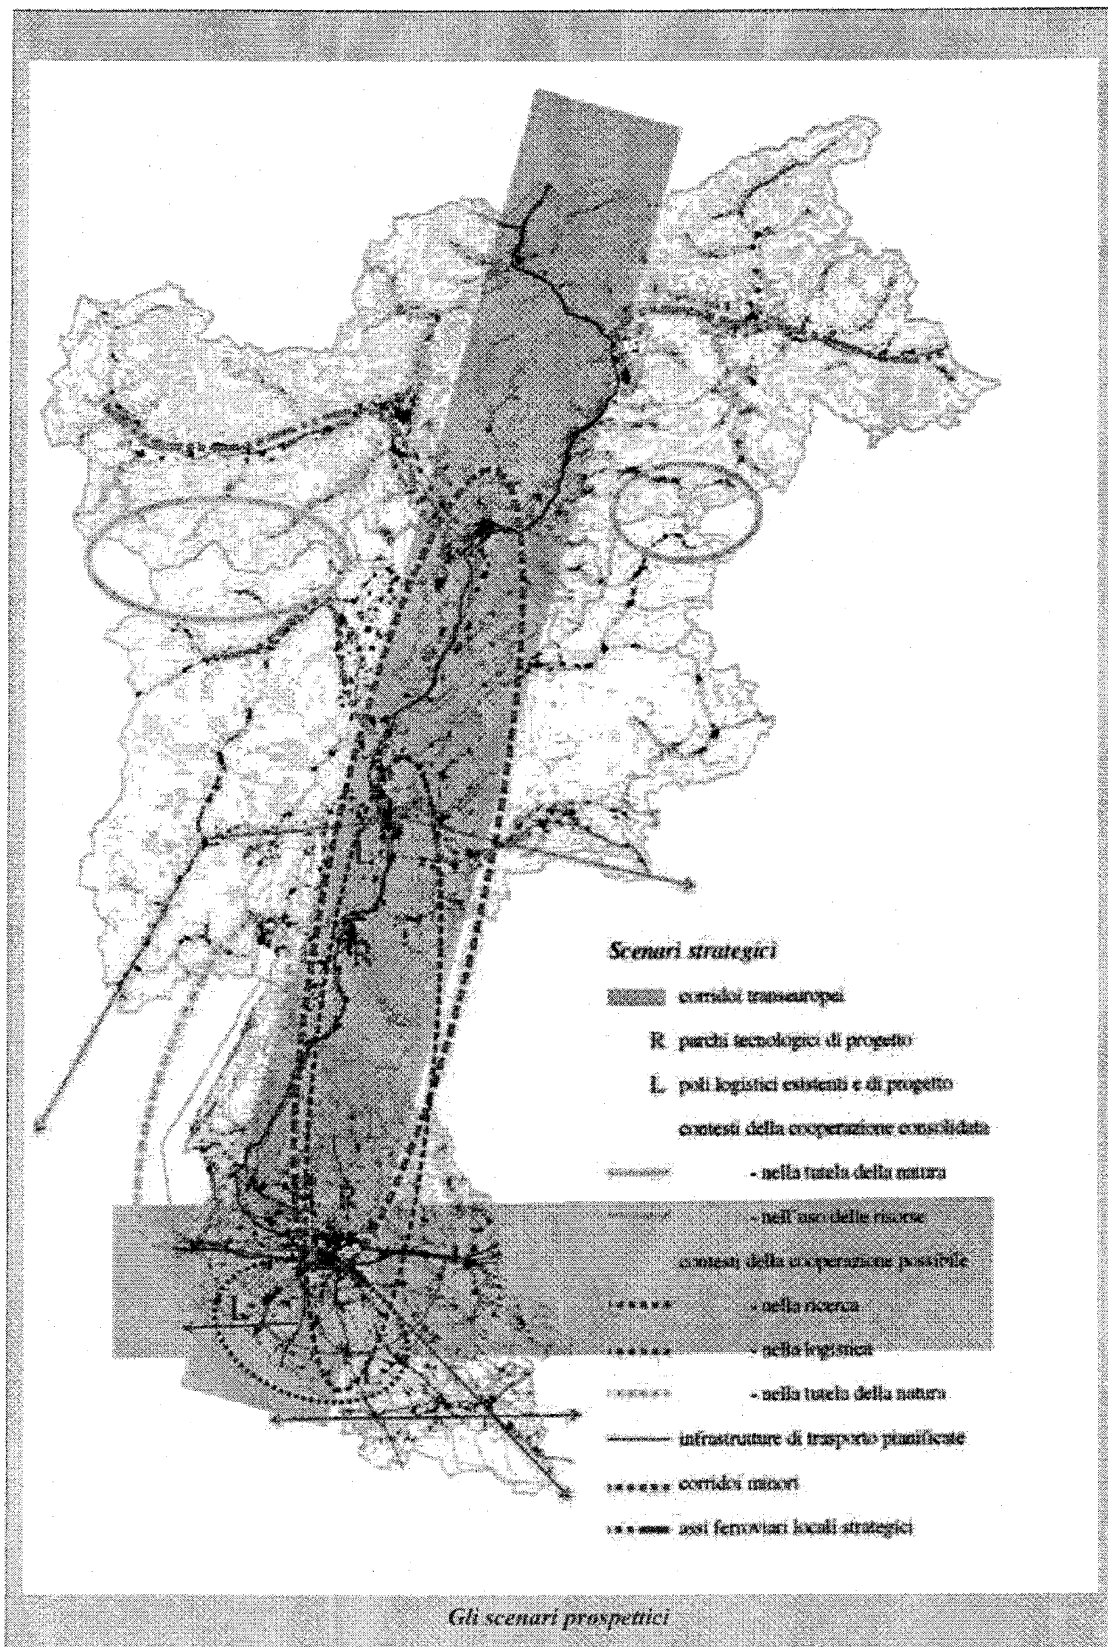 R
L
R
L
L
Scenari strategici
corridoi transeuropei
R parchi tecnologici di progetto
L poli logistici esistenti e di progetto
contesti della cooperazione consolidata
- nella tutela della natura
- nell'uso delle risorse
contesti della cooperazione possibile
- nella ricerca
- nella logistica
- nella tutela della natura
infrastrutture di trasporto pianificate
corridoi minori
assi ferroviari locali strategici
Gli scenari prospettici